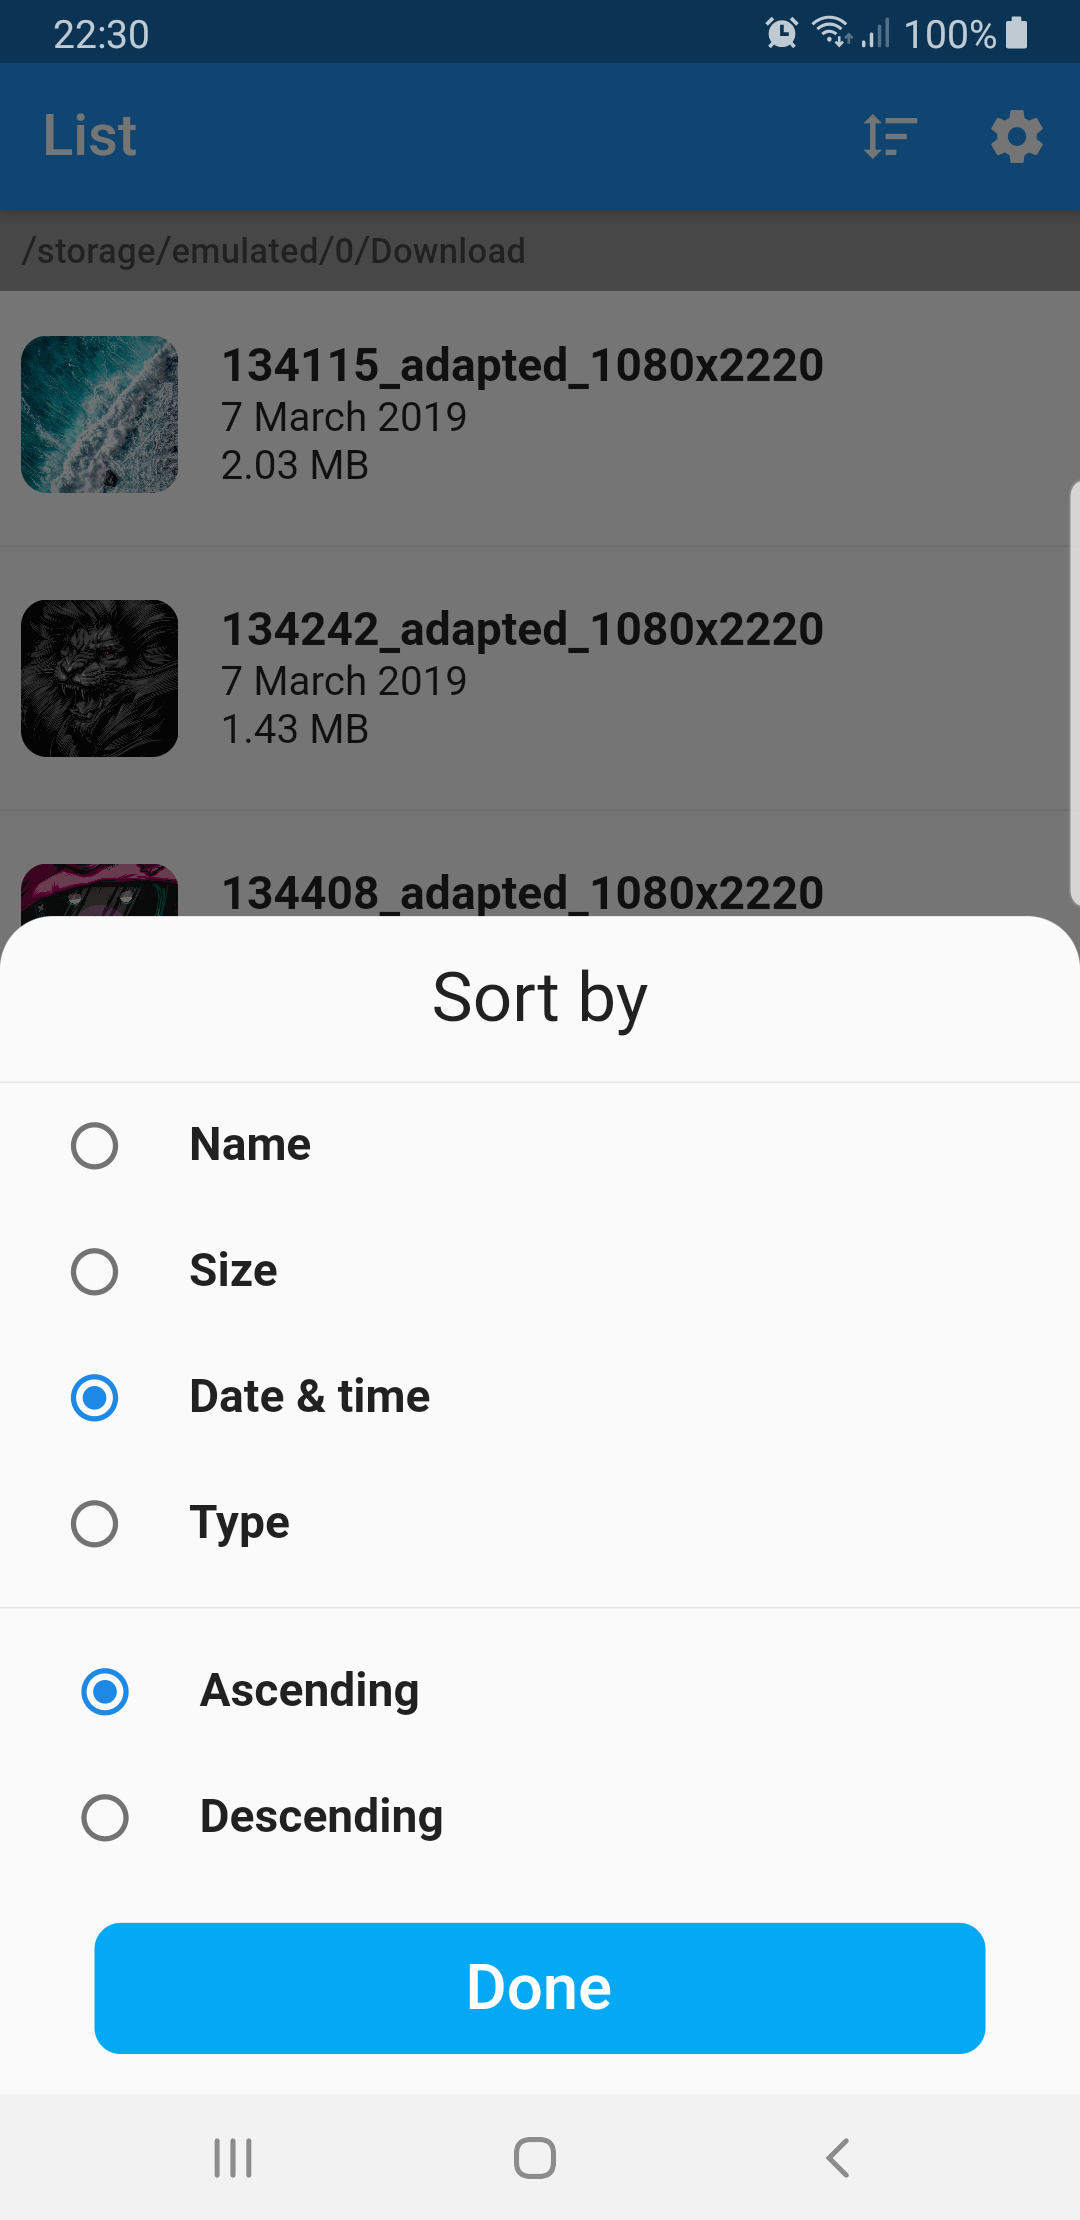 22:30
100%
List
/storage/emulated/0/Download
134115_adapted_1080x2220
7 March 2019
2.03 MB
134242_adapted_1080x2220
7 March 2019
1.43 MB
134408_adapted_1080x2220
Sort by
Name
Size
Date & time
Type
Ascending
Descending
Done